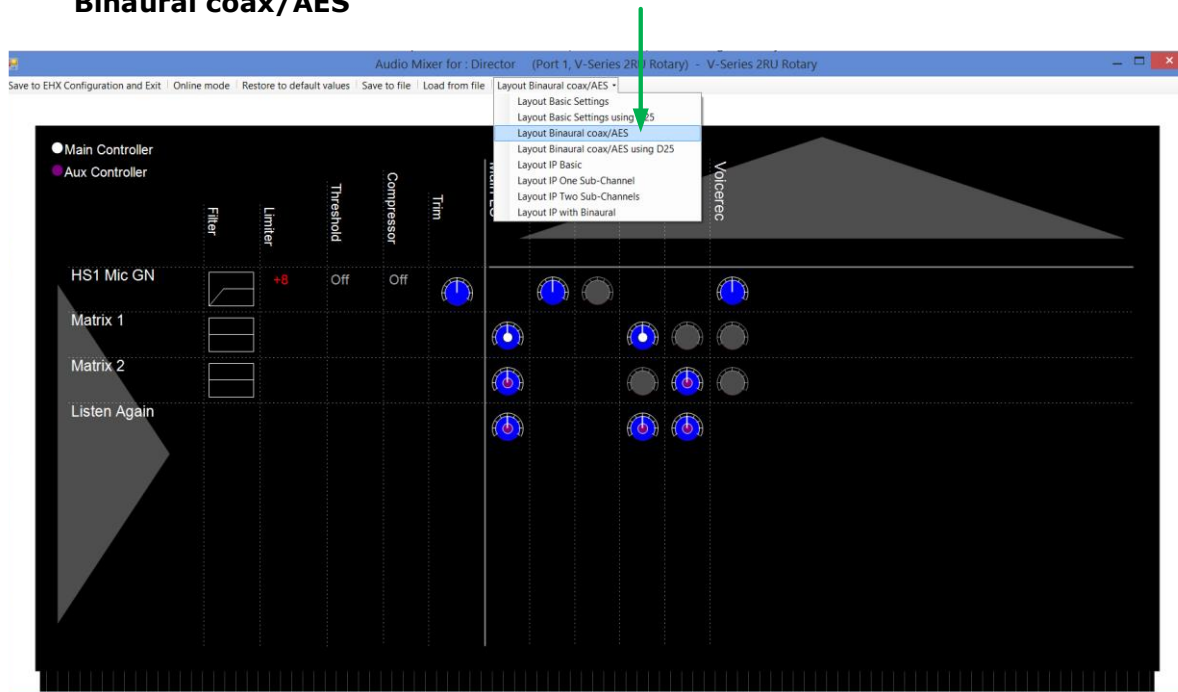 Binaural coax/AES
Audio Mixer for : Director (Port 1, V-Series 2RU Rotary) - V-Series 2RU Rotary
Save to EHX Configuration and Exit Online mode Restore to default values Save to file Load from file Layout Binaural coax/AES
Layout Basic Settings
Layout Basic Settings using
Layout Binaural coax/AES
Layout Binaural coax/AES using D25
Layout IP Basic
Layout IP One Sub-Channel
Layout IP Two Sub-Channels
Layout IP with Binaural
Main Controller
Aux Controller
Filter
Limiter
Threshold
Compressor
Trim
Voicerec
HS1 Mic GN +8 Off Off
Matrix 1
Matrix 2
Listen Again